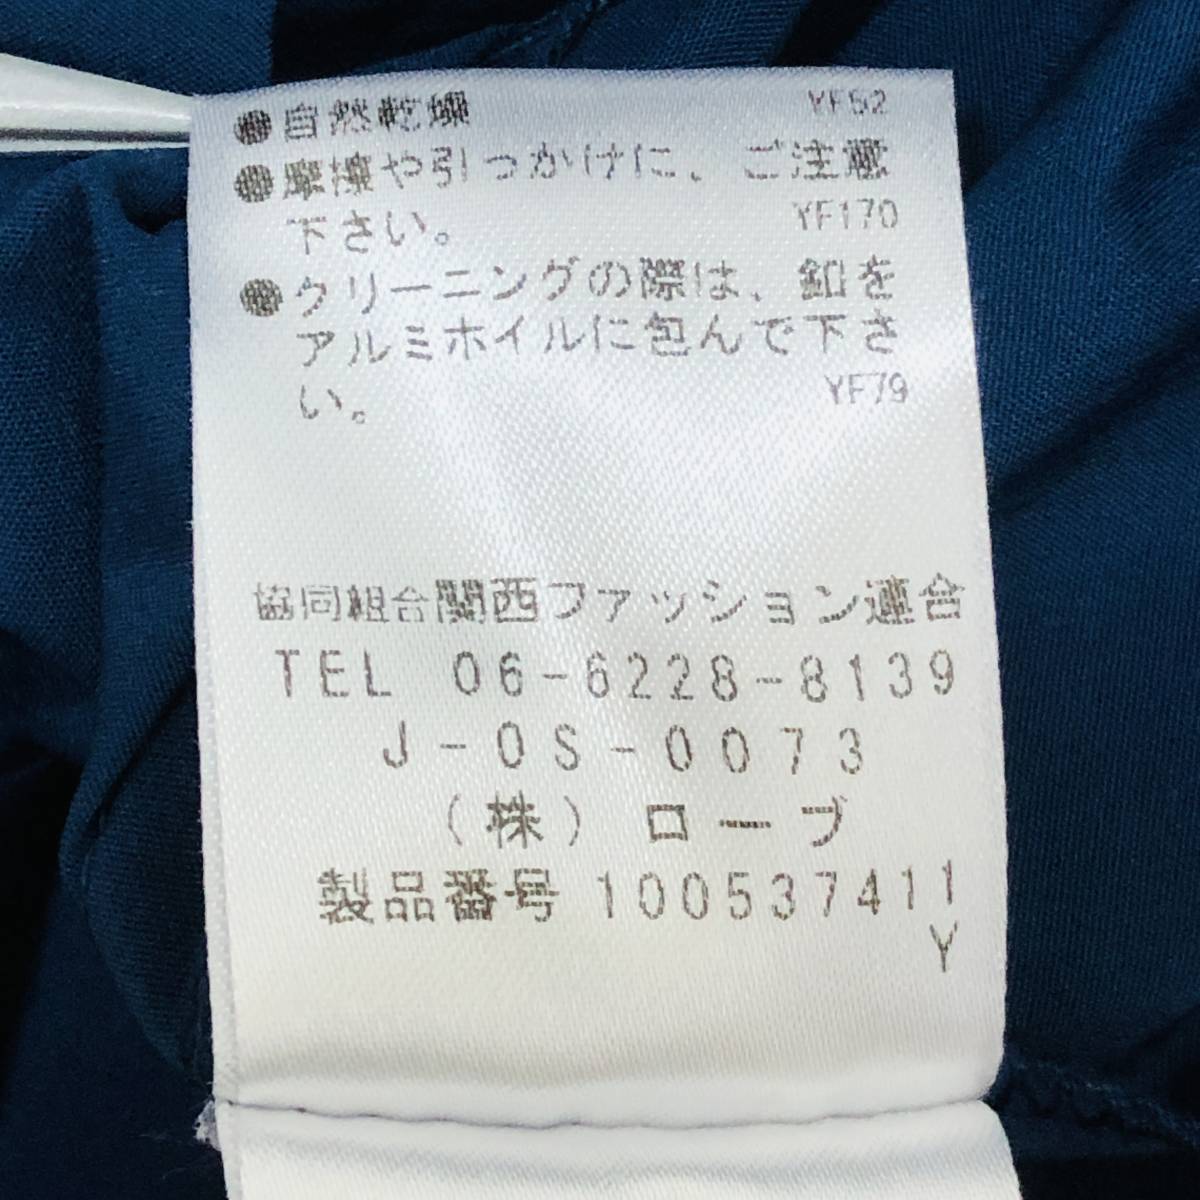 ●自然乾燥 YF52
●摩擦や引っかけに、ご注意
下さい。 YF170
●クリーニングの際は、釦を
アルミホイルに包んで下さ
い。 YF79
協同組合関西ファッション連合
TEL 06-6228-8139
J-OS-0073
(株) ローブ
製品番号 100537411
Y